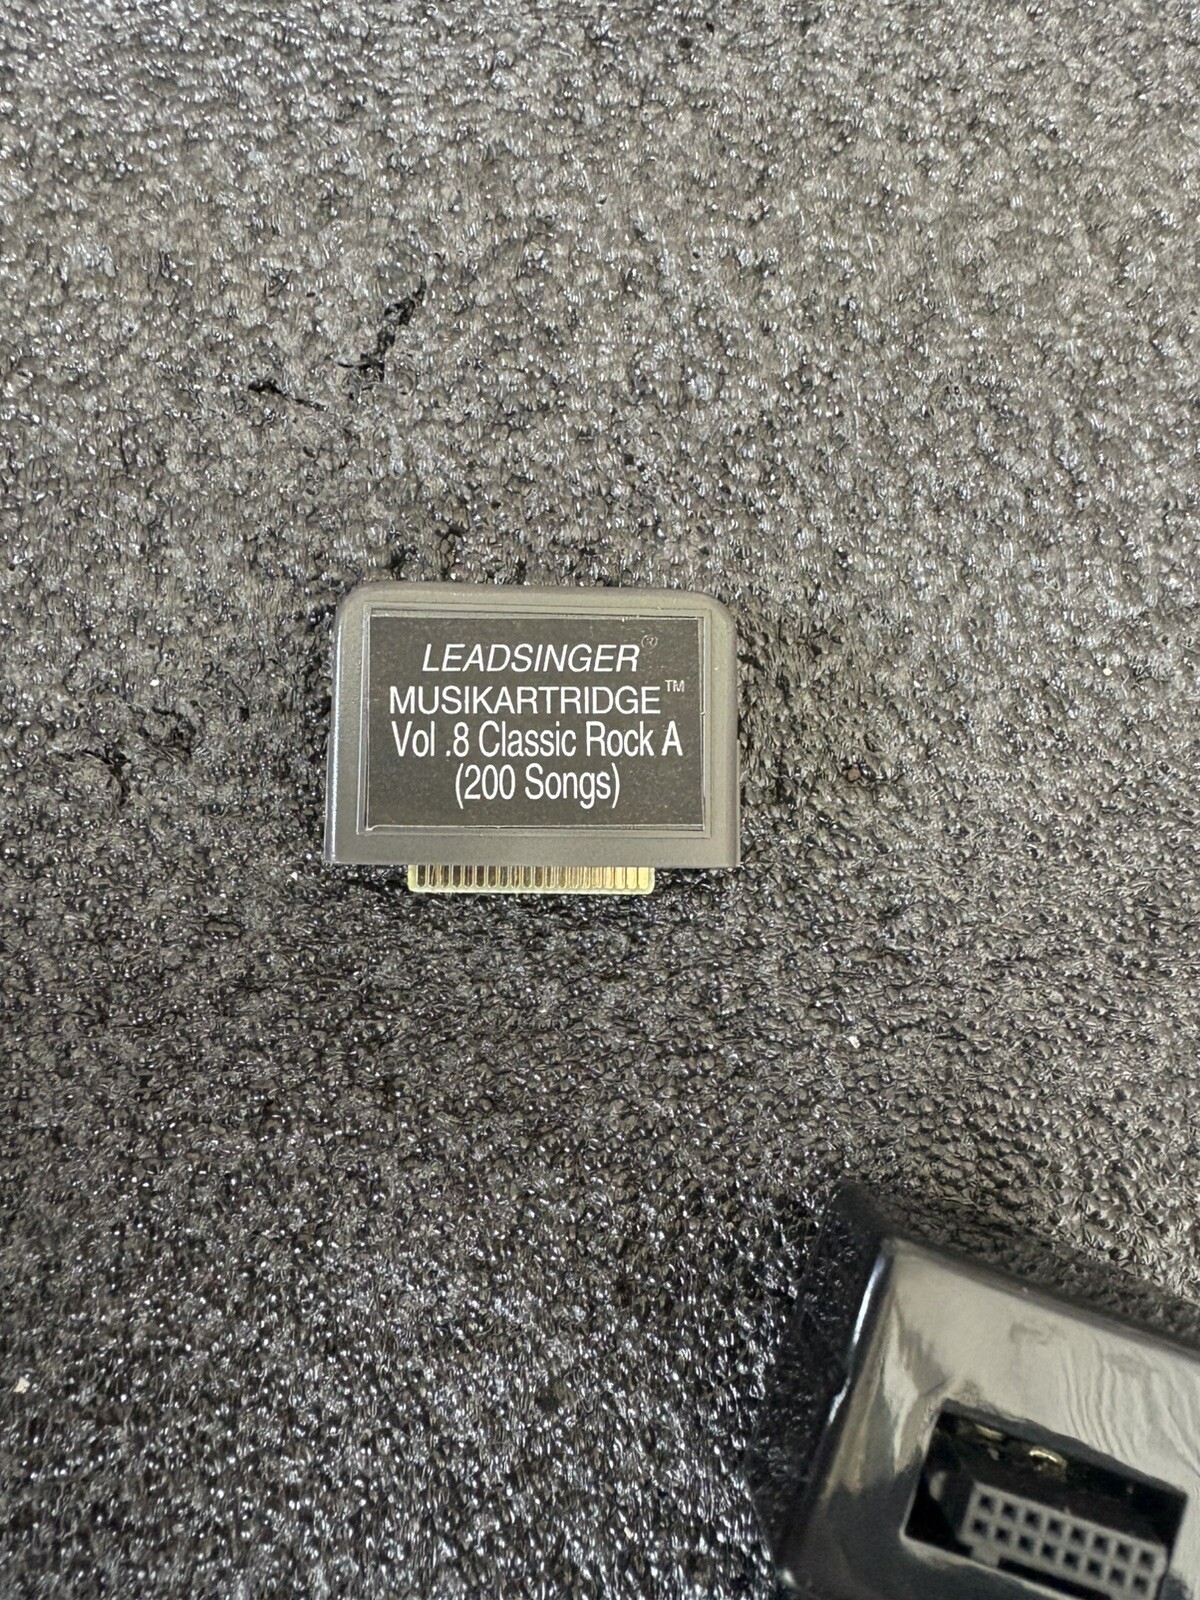 LEADSINGER®
MUSIKARTRIDGE™
Vol .8 Classic Rock A
(200 Songs)